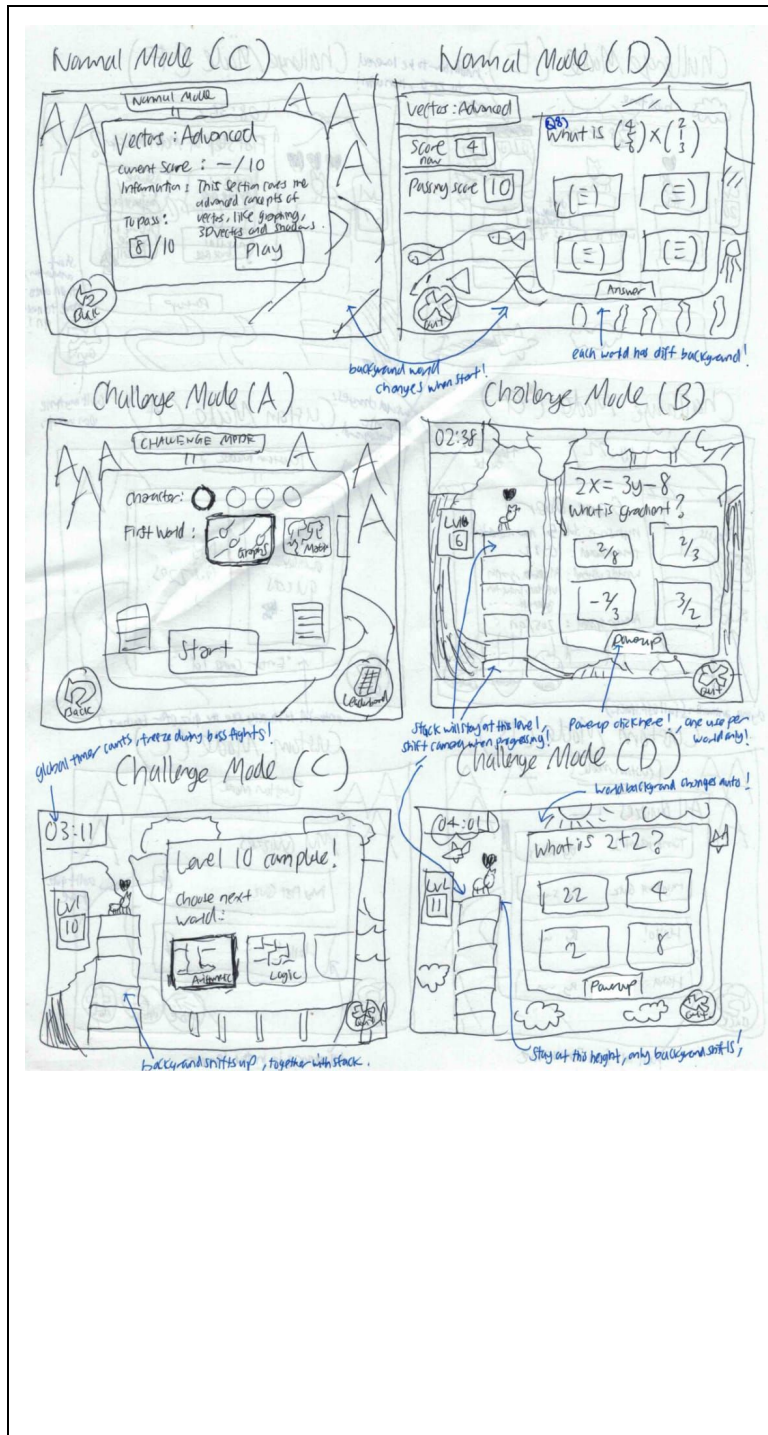 Normal Mode (C)
Normal Mode
Vectors : Advanced
current score : - / 10
Information : This section covers the
advanced concepts of
vectors, like graphing,
3D vectors and shadows.
To pass :
8 / 10
Play
Back
Normal Mode (D)
Vectors : Advanced
Score
now
4
Passing score 10
Q8)
What is
×
(2
1
3)
Answer
Quit
background world
changes when start!
each world has diff background!
Challenge Mode (A)
CHALLENGE MODE
Character :
First World :
Graphs
Start
Back
Leaderboard
Challenge Mode (B)
02:38
Lvl
6
2x = 3y - 8
What is gradient?
2/8
2/3
-2/3
3/2
Powerup
Quit
global timer counts, freeze during boss fights!
Stack will stay at this level!
shift camera when progressing!
Powerup click here!, one use per
world only!
Challenge Mode (C)
03:11
Lvl
10
Level 10 complete!
choose next
world :
Arithmetic
Logic
Quit
background shifts up, together with stack.
Challenge Mode (D)
World background changes auto!
04:01
LVL
11
What is 2+2?
22
4
2
8
Powerup
Quit
Stay at this height, only background shifts!